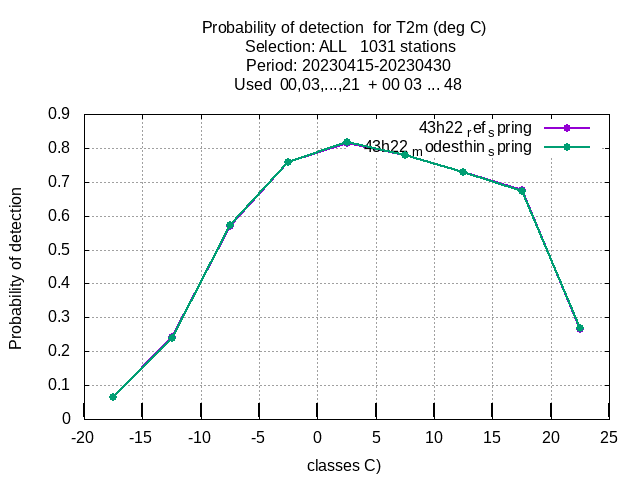 Probability of detection  for T2m (deg C)
Selection: ALL   1031 stations
Period: 20230415-20230430
Used  00,03,...,21  + 00 03 ... 48
43h22 ref spring
43h22 modesthin spring
Probability of detection
0.9
0.8
0.7
0.6
0.5
0.4
0.3
0.2
0.1
0
-20 -15 -10 -5 0 5 10 15 20 25
classes C)